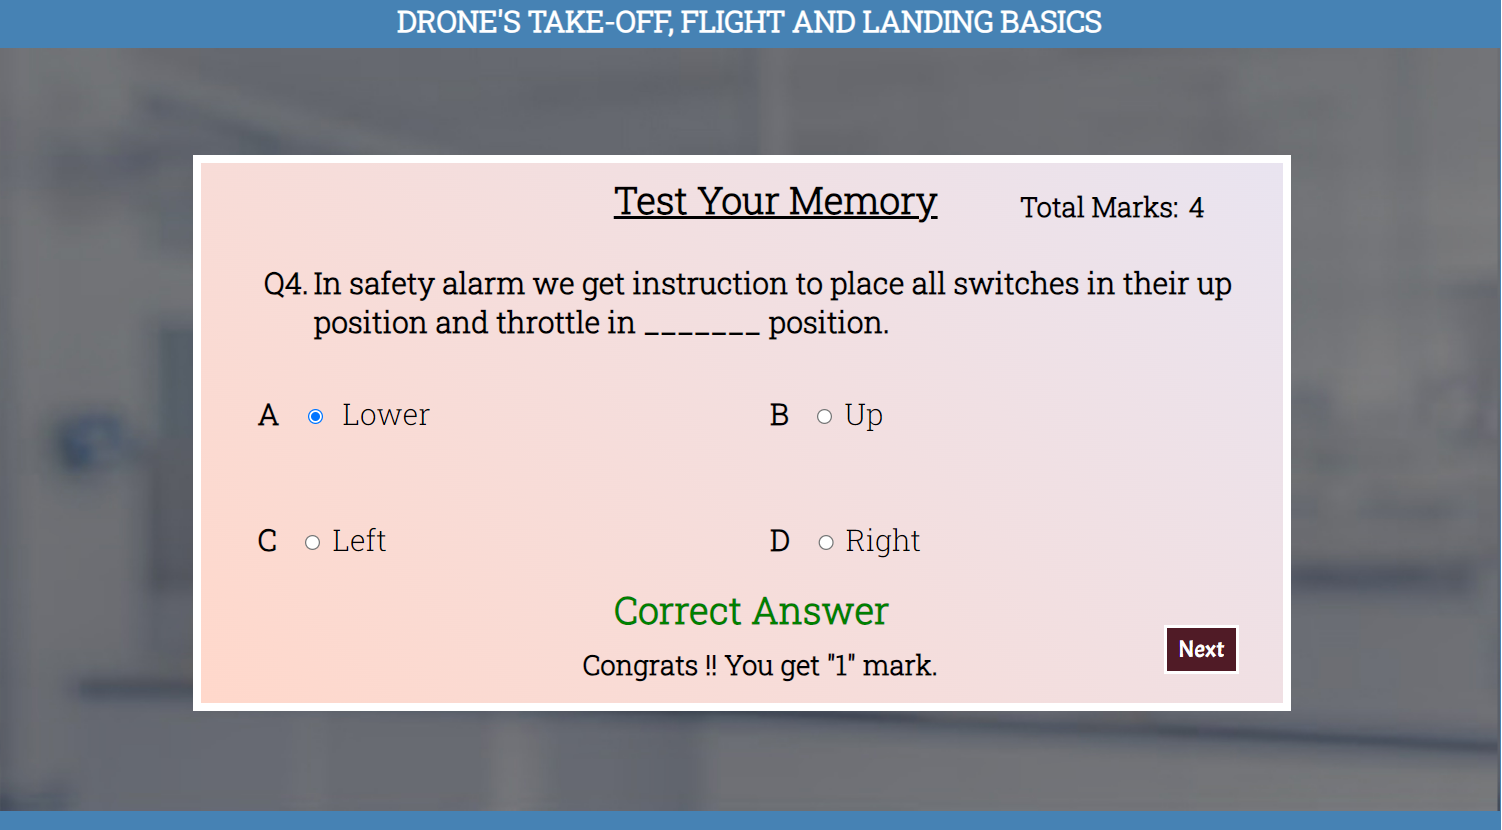 DRONE'S TAKE-OFF, FLIGHT AND LANDING BASICS
Test Your Memory
Total Marks: 4
Q4. In safety alarm we get instruction to place all switches in their up
position and throttle in _______ position.
A Lower
B Up
C Left
D Right
Correct Answer
Congrats !! You get "1" mark.
Next